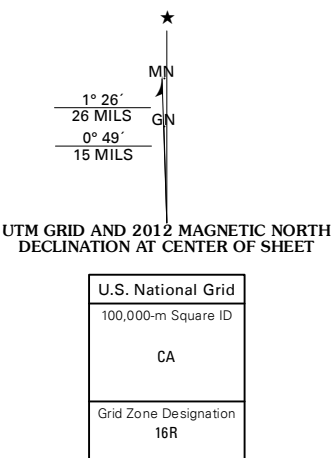 ★
MN
1° 26´
26 MILS
GN
0° 49´
15 MILS
UTM GRID AND 2012 MAGNETIC NORTH
DECLINATION AT CENTER OF SHEET
U.S. National Grid
100,000-m Square ID
CA
Grid Zone Designation
16R